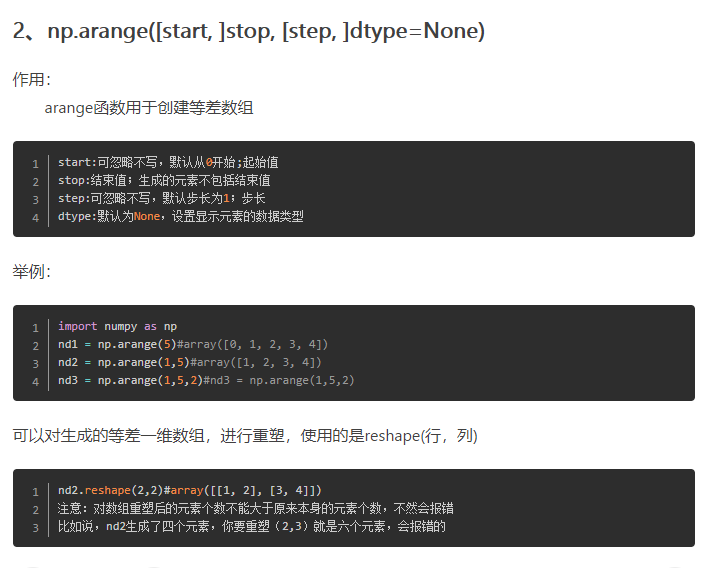 2、np.arange([start, ]stop, [step, ]dtype=None)
作用：
arange函数用于创建等差数组
1 start:可忽略不写，默认从0开始;起始值
2 stop:结束值；生成的元素不包括结束值
3 step:可忽略不写，默认步长为1；步长
4 dtype:默认为None，设置显示元素的数据类型
举例：
1 import numpy as np
2 nd1 = np.arange(5)#array([0, 1, 2, 3, 4])
3 nd2 = np.arange(1,5)#array([1, 2, 3, 4])
4 nd3 = np.arange(1,5,2)#nd3 = np.arange(1,5,2)
可以对生成的等差一维数组，进行重塑，使用的是reshape(行，列)
1 nd2.reshape(2,2)#array([[1, 2], [3, 4]])
2 注意：对数组重塑后的元素个数不能大于原来本身的元素个数，不然会报错
3 比如说，nd2生成了四个元素，你要重塑（2,3）就是六个元素，会报错的